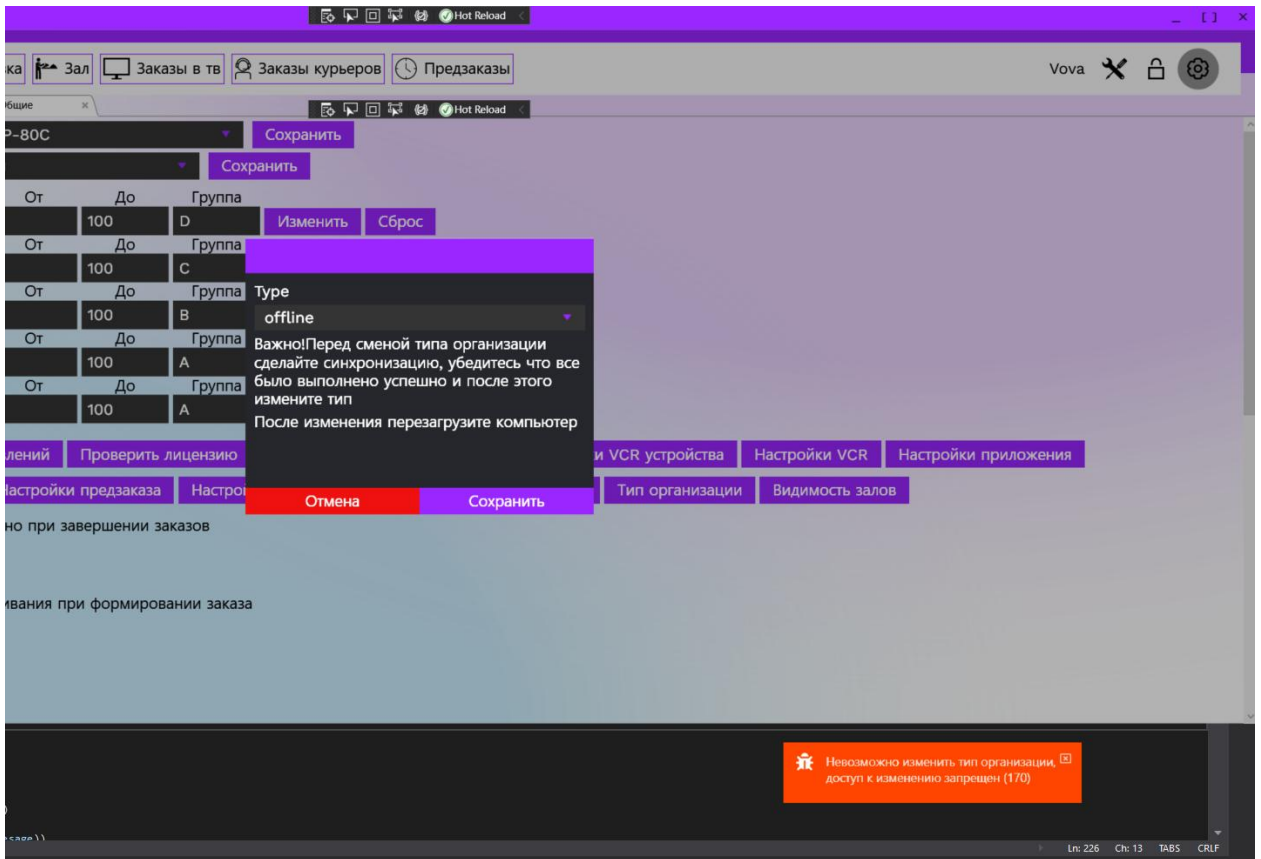 Hot Reload
_ [ ] ×
Зал Заказы в тв Заказы курьеров Предзаказы Vova
Общие ×
Hot Reload
P-80C Сохранить
Сохранить
От До Группа
100 D Изменить Сброс
От До Группа
100 C
От До Группа
100 B
От До Группа
100 A
От До Группа
100 A
Type
offline
Важно!Перед сменой типа организации
сделайте синхронизацию, убедитесь что все
было выполнено успешно и после этого
измените тип
После изменения перезагрузите компьютер
Отмена Сохранить
лений Проверить лицензию и VCR устройства Настройки VCR Настройки приложения
Настройки предзаказа Настрої Тип организации Видимость залов
но при завершении заказов
ивания при формировании заказа
Невозможно изменить тип организации,
доступ к изменению запрещен (170)
sage))
Ln: 226 Ch: 13 TABS CRLF